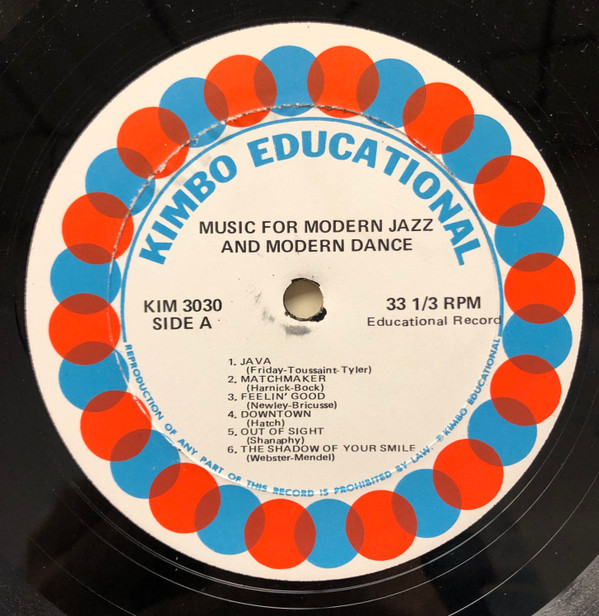 KIMBO EDUCATIONAL
MUSIC FOR MODERN JAZZ
AND MODERN DANCE
KIM 3030
SIDE A
33 1/3 RPM
Educational Record
1. JAVA
(Friday-Toussaint-Tyler)
2. MATCHMAKER
(Harnick-Bock)
3. FEELIN' GOOD
(Newley-Bricusse)
4. DOWNTOWN
(Hatch)
5. OUT OF SIGHT
(Shanaphy)
6. THE SHADOW OF YOUR SMILE
(Webster-Mendel)
REPRODUCTION OF ANY PART OF THIS RECORD IS PROHIBITED BY LAW. ℗ KIMBO EDUCATIONAL